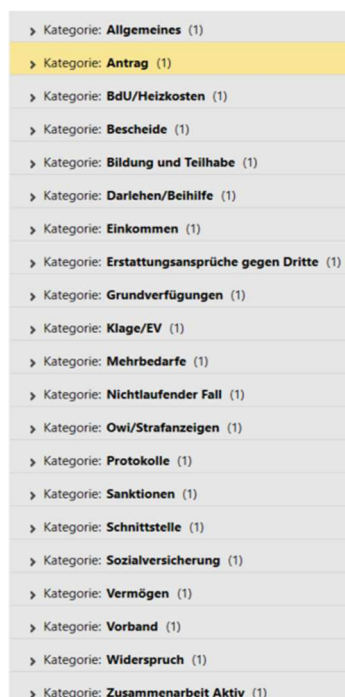 Kategorie: Allgemeines (1)
Kategorie: Antrag (1)
Kategorie: BdU/Heizkosten (1)
Kategorie: Bescheide (1)
Kategorie: Bildung und Teilhabe (1)
Kategorie: Darlehen/Beihilfe (1)
Kategorie: Einkommen (1)
Kategorie: Erstattungsansprüche gegen Dritte (1)
Kategorie: Grundverfügungen (1)
Kategorie: Klage/EV (1)
Kategorie: Mehrbedarfe (1)
Kategorie: Nichtlaufender Fall (1)
Kategorie: Owi/Strafanzeigen (1)
Kategorie: Protokolle (1)
Kategorie: Sanktionen (1)
Kategorie: Schnittstelle (1)
Kategorie: Sozialversicherung (1)
Kategorie: Vermögen (1)
Kategorie: Vorband (1)
Kategorie: Widerspruch (1)
Kategorie: Zusammenarbeit Aktiv (1)